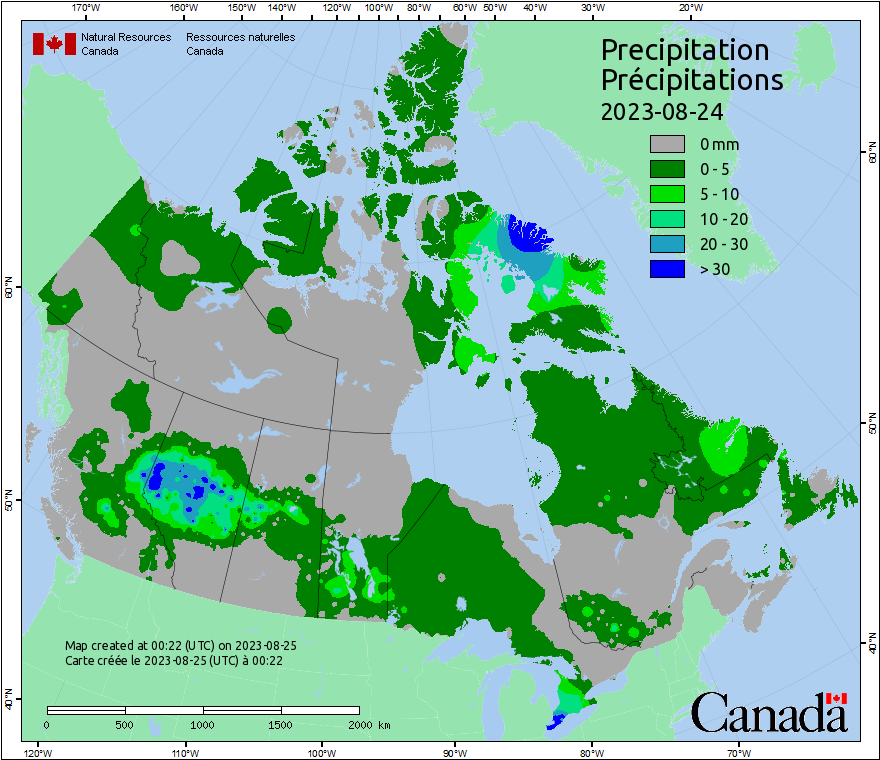 170°W 160°W 150°W 140°W 120°W 100°W 80°W 60°W 50°W 40°W 30°W 20°W
Natural Resources Ressources naturelles
Canada Canada
Precipitation
Précipitations
2023-08-24
0 mm
0 - 5
5 - 10
10 - 20
20 - 30
> 30
60°N
60°N
50°N
50°N
40°N
40°N
Map created at 00:22 (UTC) on 2023-08-25
Carte créée le 2023-08-25 (UTC) à 00:22
0 500 1000 1500 2000 km
Canada
120°W 110°W 100°W 90°W 80°W 70°W